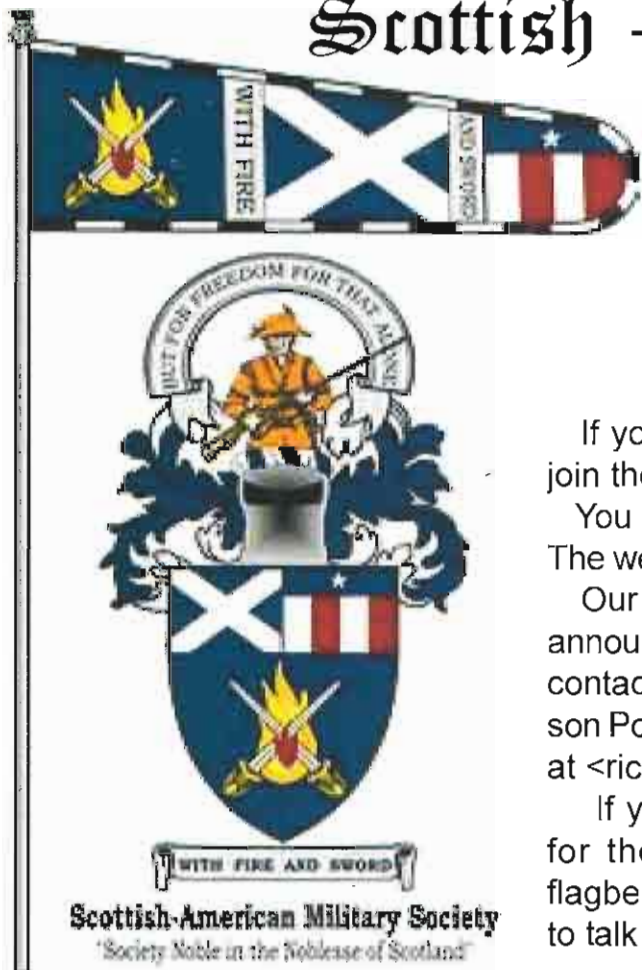 Scottish -
WITH FIRE
AND SWORD
BUT FOR FREEDOM FOR THAT ALONE
If yo
join the
You
The we
Our
annou
contac
son Po
at <ric
If y
for the
flagbe
to talk
WITH FIRE AND SWORD
Scottish-American Military Society
"Society Noble in the Noblesse of Scotland"